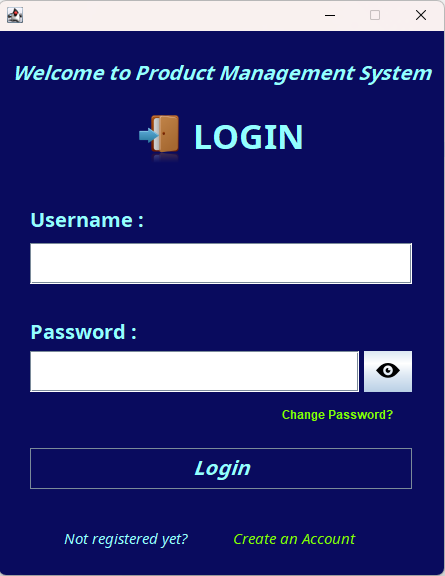 Welcome to Product Management System
LOGIN
Username :
Password :
Change Password?
Login
Not registered yet? Create an Account